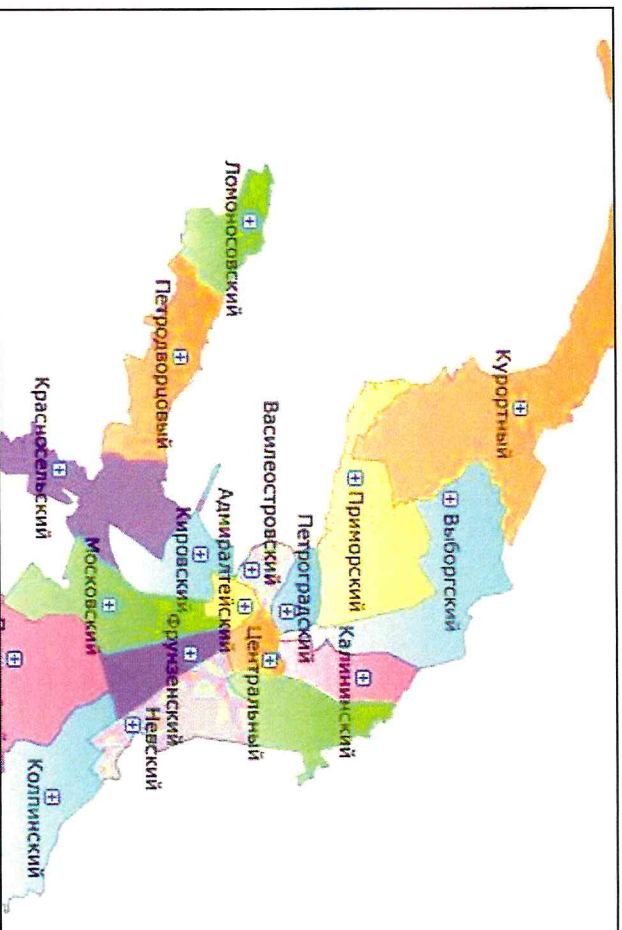 Курортный
Выборгский
Приморский
Калининский
Петроградский
Василеостровский
Центральный
Ломоносовский
Адмиралтейский
Кировский
Фрунзенский
Петродворцовый
Невский
Московский
Красносельский
Колпинский